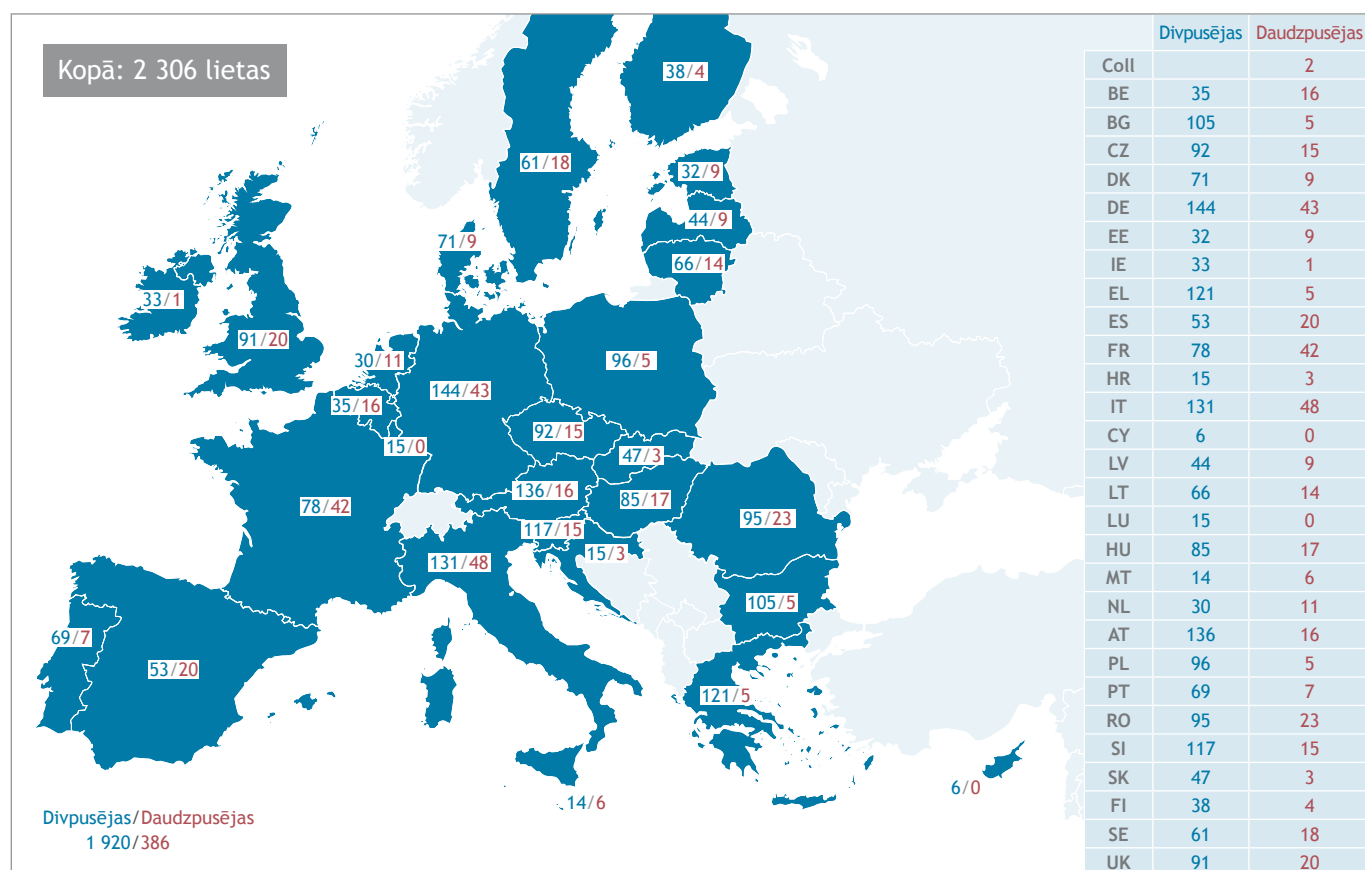 Kopā: 2 306 lietas
38/4
61/18
32/9
44/9
71/9
66/14
33/1
91/20
30/11
96/5
144/43
35/16
92/15
15/0
47/3
136/16
85/17
78/42
95/23
117/15
15/3
131/48
105/5
69/7
53/20
121/5
6/0
14/6
Divpusējas/Daudzpusējas
1 920/386
Divpusējas Daudzpusējas
Coll 2
BE 35 16
BG 105 5
CZ 92 15
DK 71 9
DE 144 43
EE 32 9
IE 33 1
EL 121 5
ES 53 20
FR 78 42
HR 15 3
IT 131 48
CY 6 0
LV 44 9
LT 66 14
LU 15 0
HU 85 17
MT 14 6
NL 30 11
AT 136 16
PL 96 5
PT 69 7
RO 95 23
SI 117 15
SK 47 3
FI 38 4
SE 61 18
UK 91 20